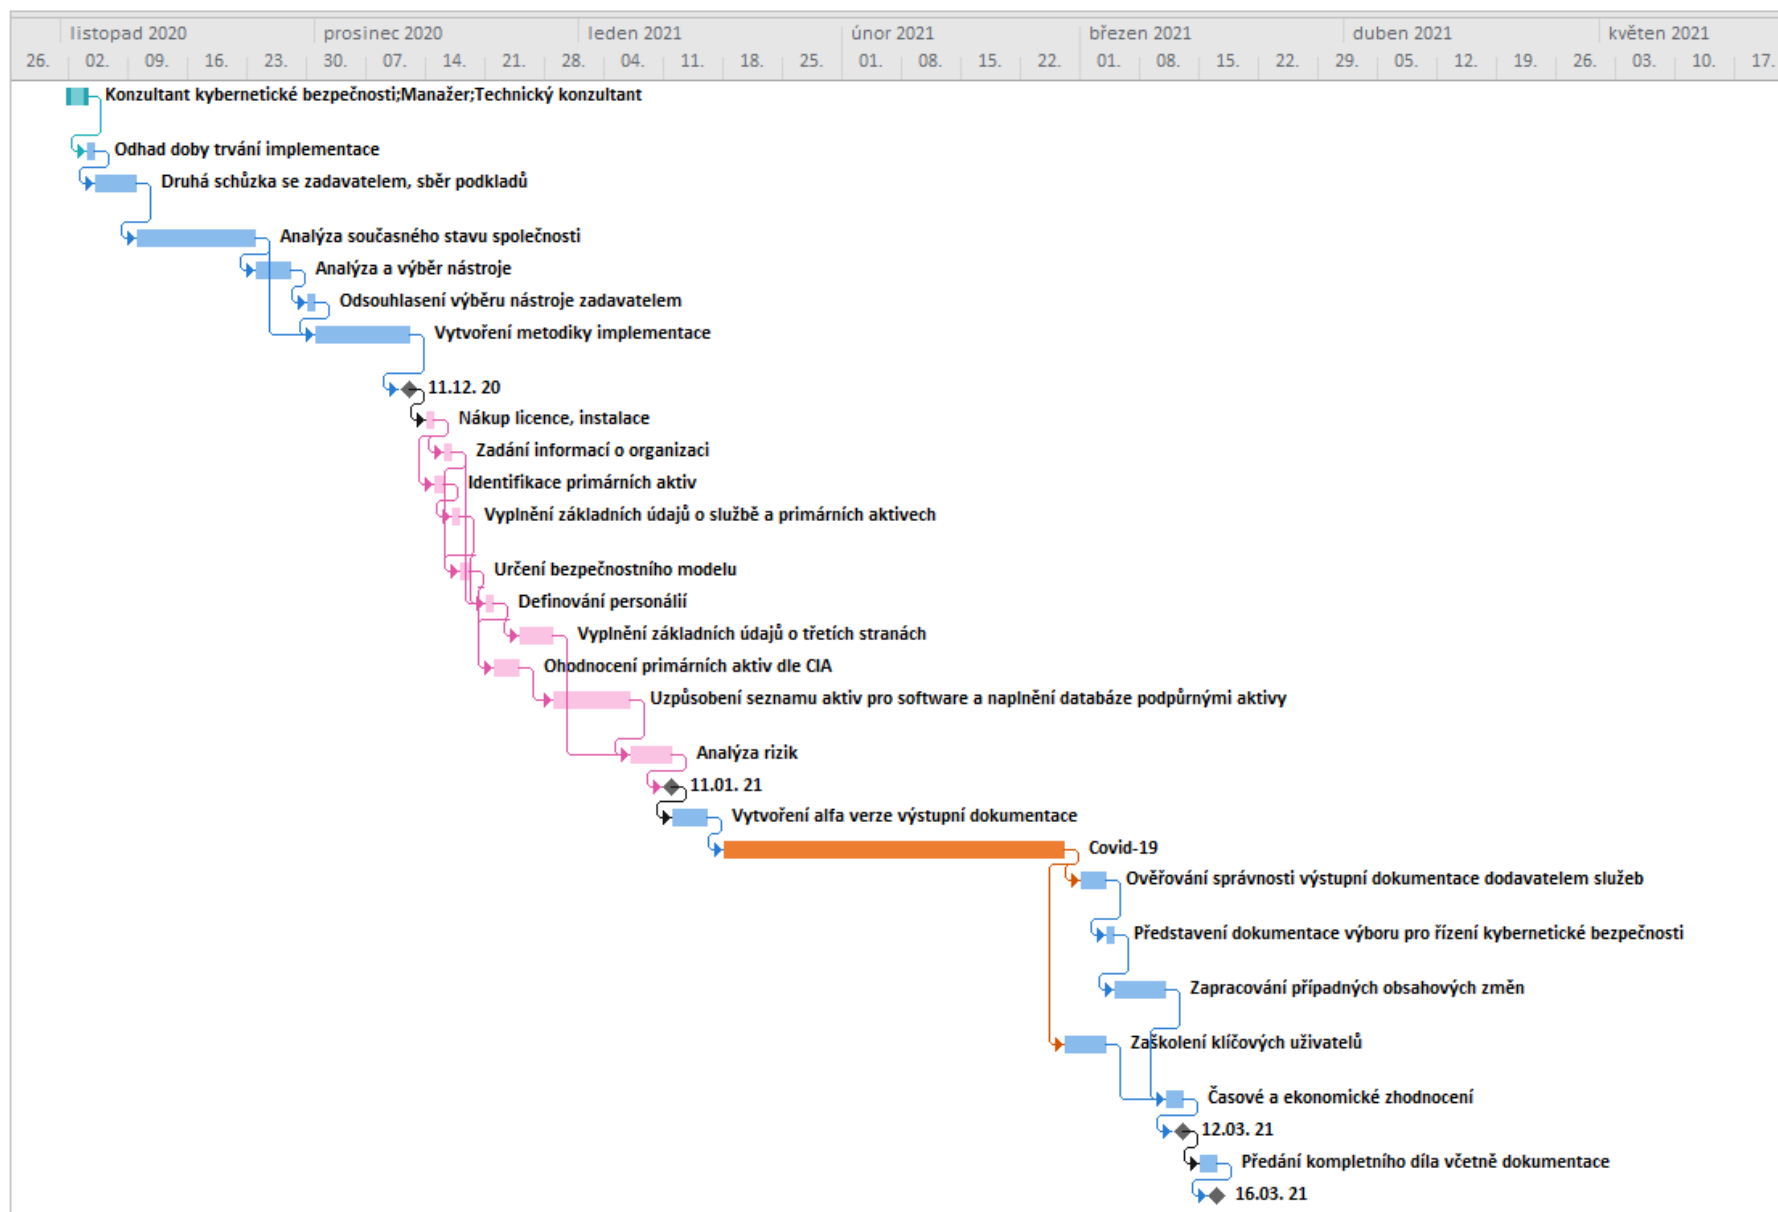 listopad 2020 prosinec 2020 leden 2021 únor 2021 březen 2021 duben 2021 květen 2021
26. 02. 09. 16. 23. 30. 07. 14. 21. 28. 04. 11. 18. 25. 01. 08. 15. 22. 01. 08. 15. 22. 29. 05. 12. 19. 26. 03. 10. 17.
Konzultant kybernetické bezpečnosti;Manažer;Technický konzultant
Odhad doby trvání implementace
Druhá schůzka se zadavatelem, sběr podkladů
Analýza současného stavu společnosti
Analýza a výběr nástroje
Odsouhlasení výběru nástroje zadavatelem
Vytvoření metodiky implementace
11.12. 20
Nákup licence, instalace
Zadání informací o organizaci
Identifikace primárních aktiv
Vyplnění základních údajů o službě a primárních aktivech
Určení bezpečnostního modelu
Definování personálií
Vyplnění základních údajů o třetích stranách
Ohodnocení primárních aktiv dle CIA
Uzpůsobení seznamu aktiv pro software a naplnění databáze podpůrnými aktivy
Analýza rizik
11.01. 21
Vytvoření alfa verze výstupní dokumentace
Covid-19
Ověřování správnosti výstupní dokumentace dodavatelem služeb
Představení dokumentace výboru pro řízení kybernetické bezpečnosti
Zapracování případných obsahových změn
Zaškolení klíčových uživatelů
Časové a ekonomické zhodnocení
12.03. 21
Předání kompletního díla včetně dokumentace
16.03. 21